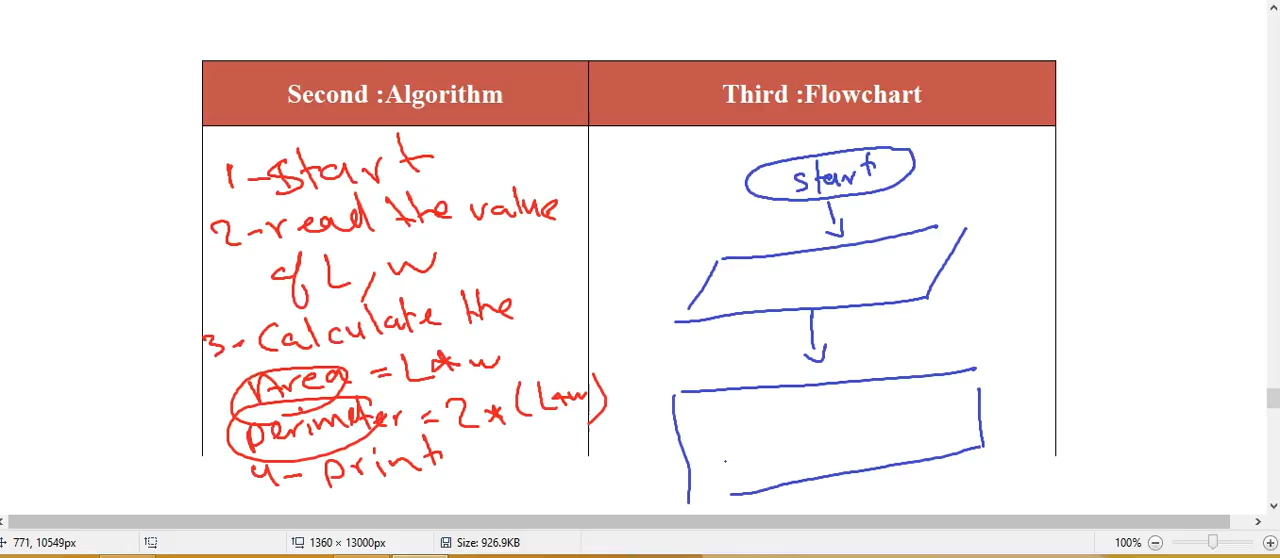 Second :Algorithm
Third :Flowchart
1-Start
2-read the value
of L, w
3-Calculate the
Area = L*w
perimeter = 2*(L+w)
4-print
start
771, 10549px
1360 × 13000px
Size: 926.9KB
100%